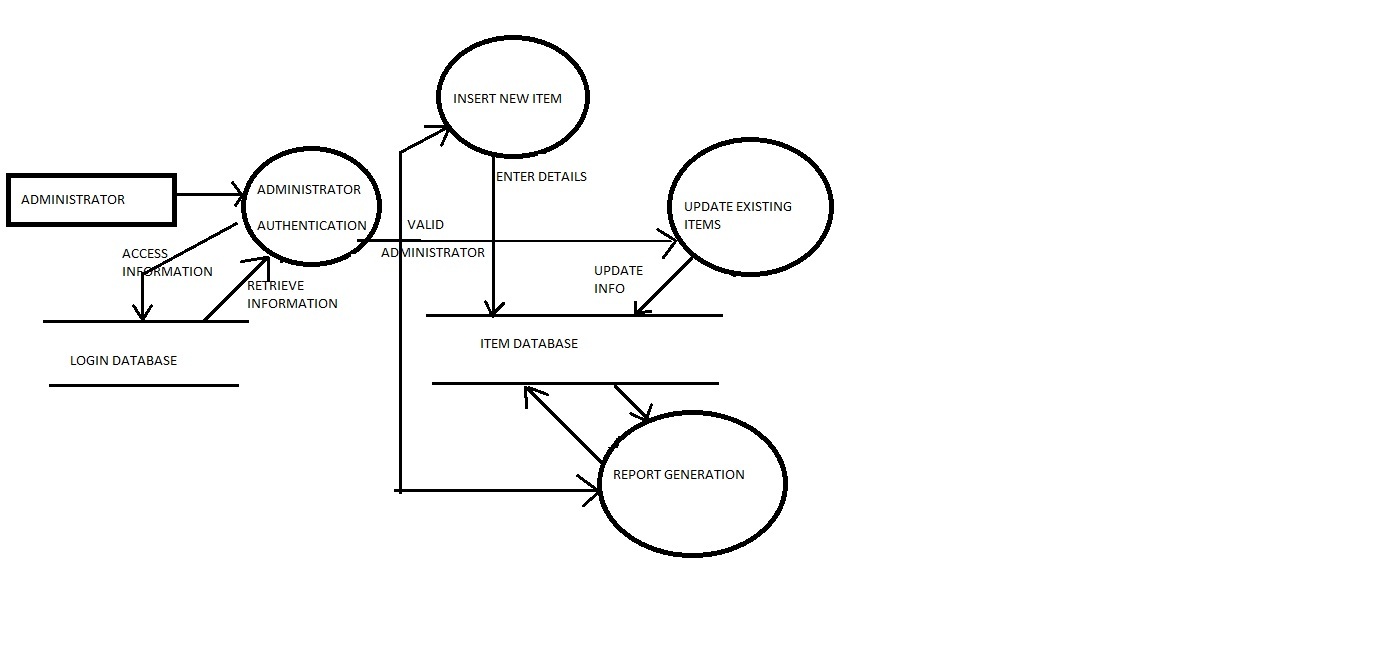 INSERT NEW ITEM
ENTER DETAILS
ADMINISTRATOR
ADMINISTRATOR
AUTHENTICATION
VALID
ADMINISTRATOR
UPDATE EXISTING
ITEMS
ACCESS
INFORMATION
RETRIEVE
INFORMATION
UPDATE
INFO
LOGIN DATABASE
ITEM DATABASE
REPORT GENERATION